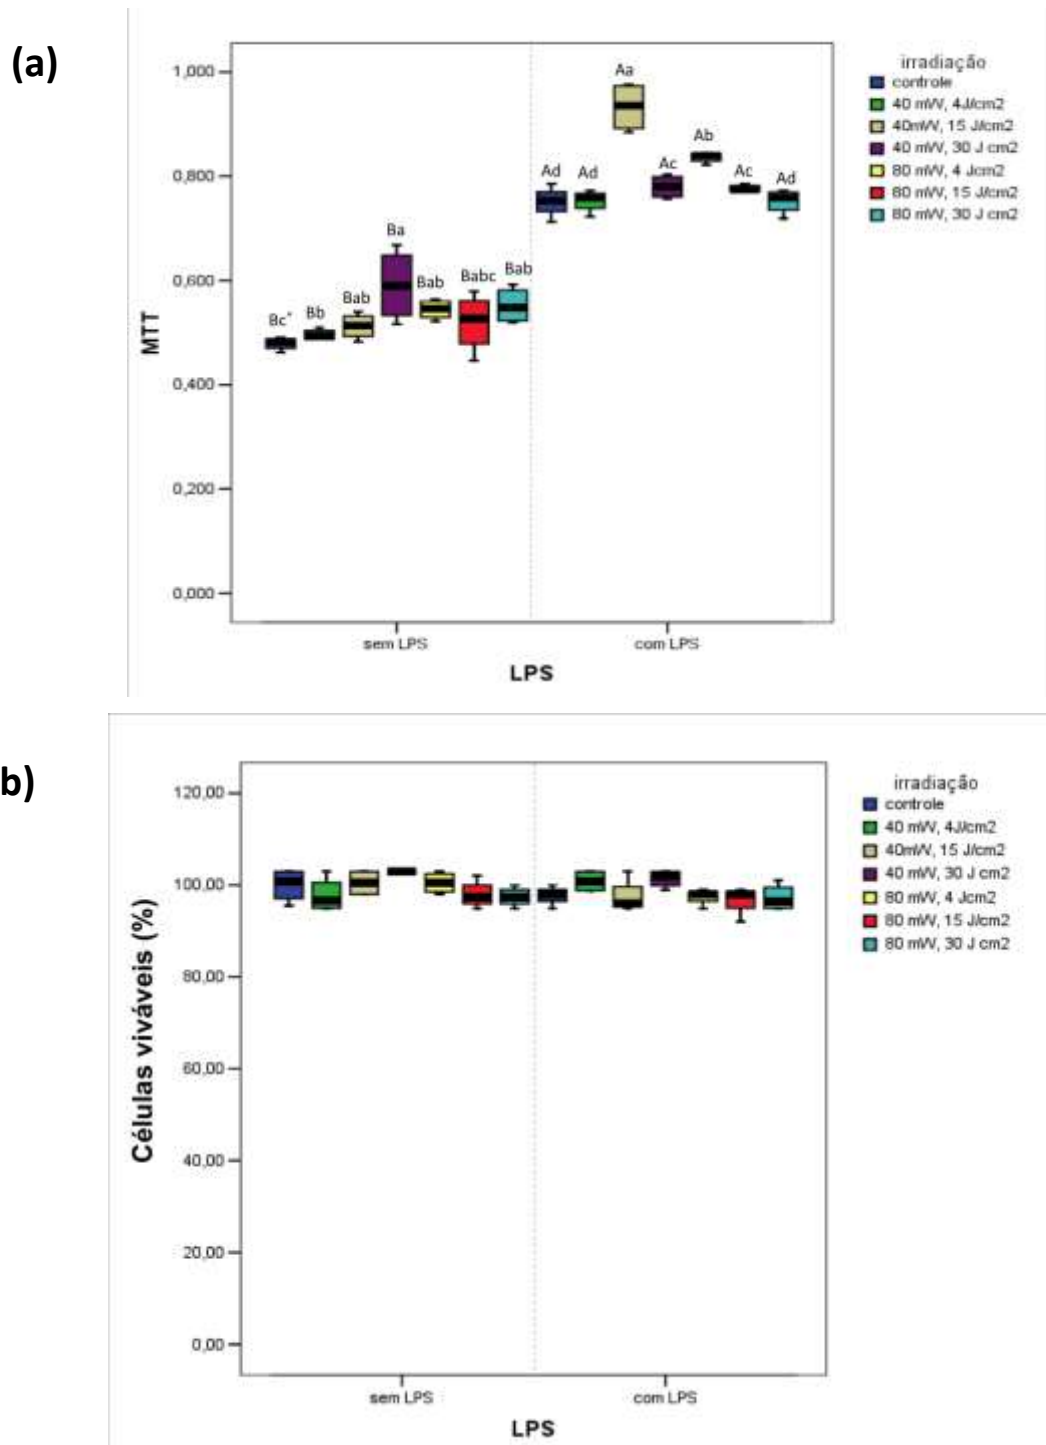 (a)
1,000
0,800
0,600
0,400
0,200
0,000
MTT
Bc*
Bb
Bab
Ba
Bab
Babc
Bab
Ad
Ad
Aa
Ac
Ab
Ac
Ad
sem LPS
com LPS
LPS
irradiação
controle
40 mW, 4J/cm2
40mW, 15 J/cm2
40 mW, 30 J cm2
80 mW, 4 Jcm2
80 mW, 15 J/cm2
80 mW, 30 J cm2
b)
120,00
100,00
80,00
60,00
40,00
20,00
0,00
Células viváveis (%)
sem LPS
com LPS
LPS
irradiação
controle
40 mW, 4J/cm2
40mW, 15 J/cm2
40 mW, 30 J cm2
80 mW, 4 Jcm2
80 mW, 15 J/cm2
80 mW, 30 J cm2